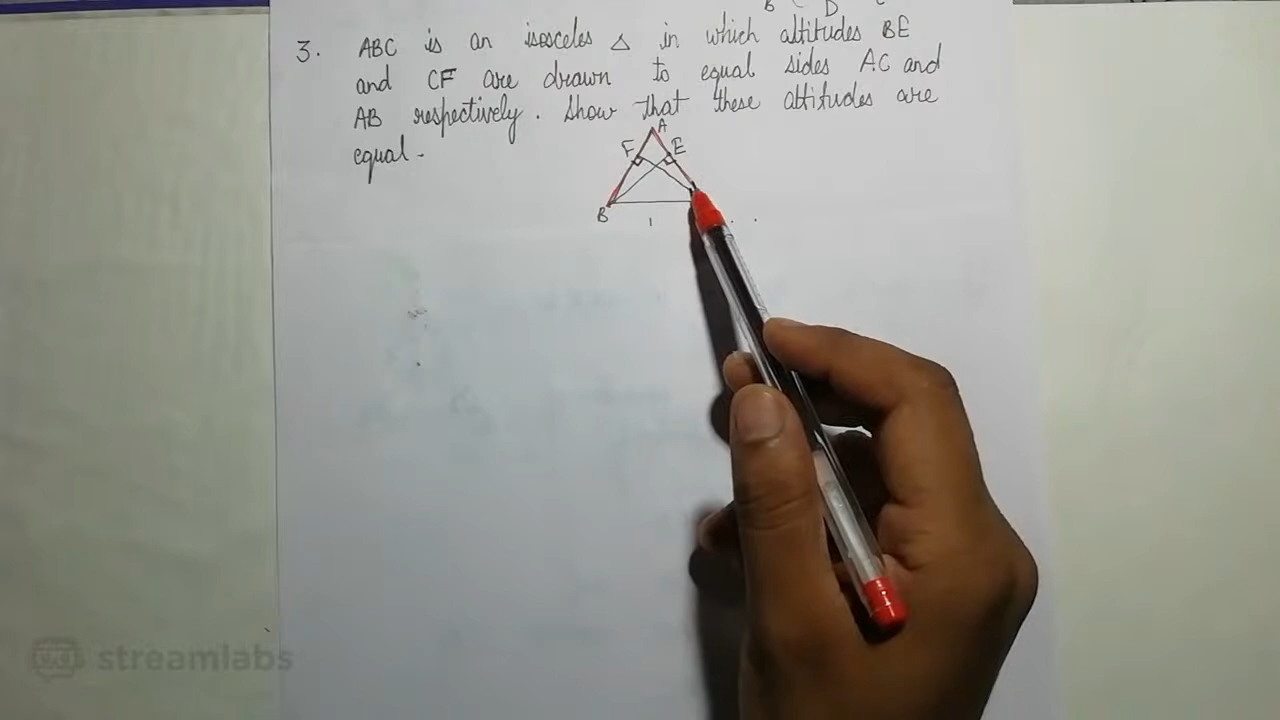 B D C
3. ABC is an isosceles △ in which altitudes BE
and CF are drawn to equal sides AC and
AB respectively. Show that these altitudes are
equal.
A
F E
B
streamlabs